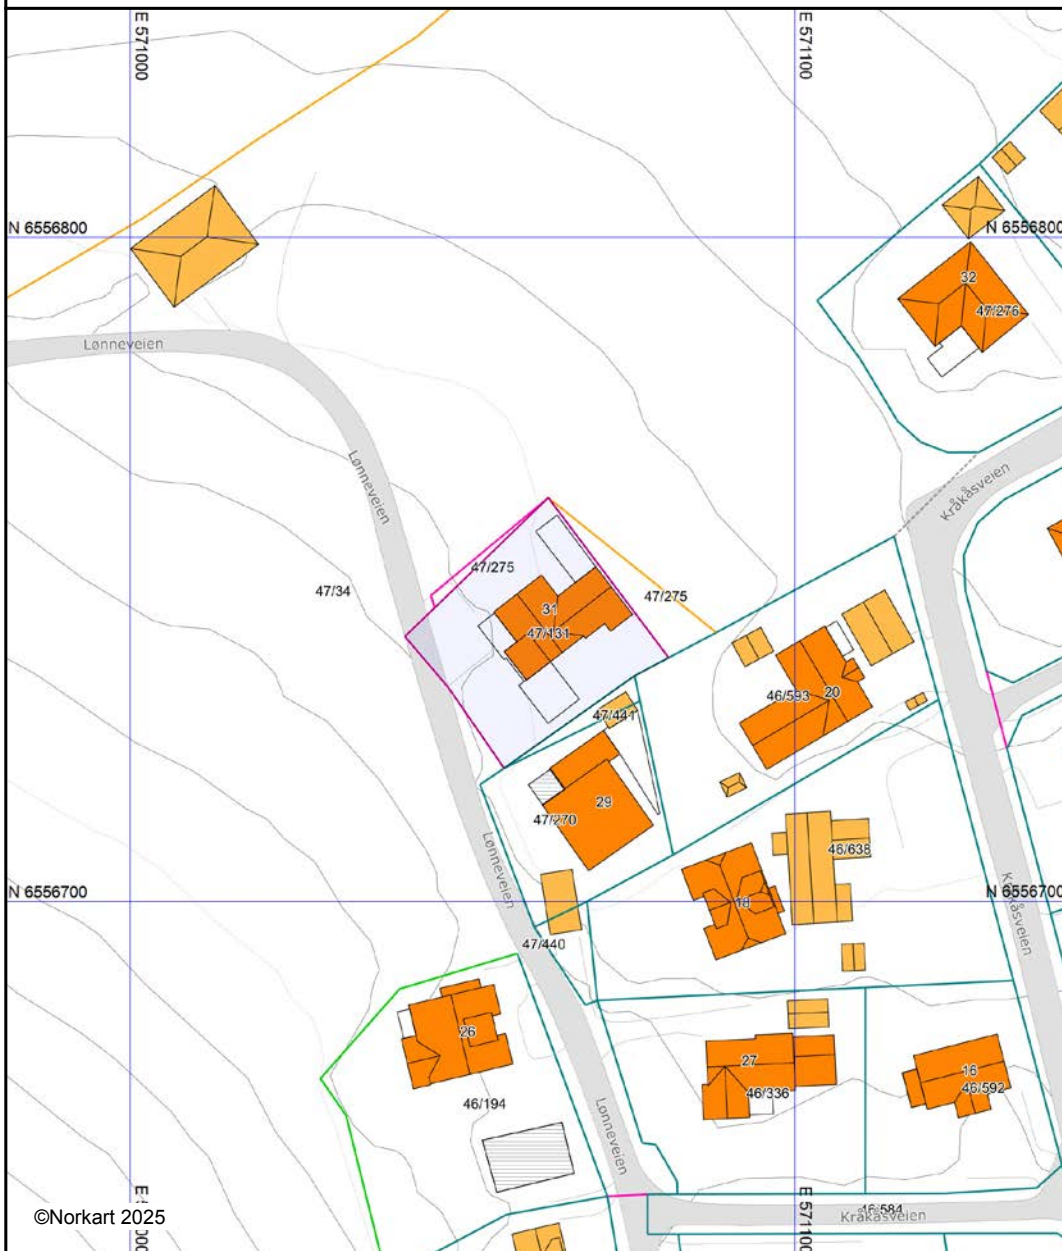 E 571000
E 571100
N 6556800
N 6556800
32
47/276
Lønneveien
Lønneveien
Kråkåsveien
47/275
47/34
47/275
31
47/131
46/593
20
47/441
29
47/270
46/638
Lønneveien
N 6556700
N 6556700
18
Kråkåsveien
47/440
26
27
16
46/592
46/336
46/194
Lønneveien
E 571000
E 571100
46/584
Kråkåsveien
©Norkart 2025